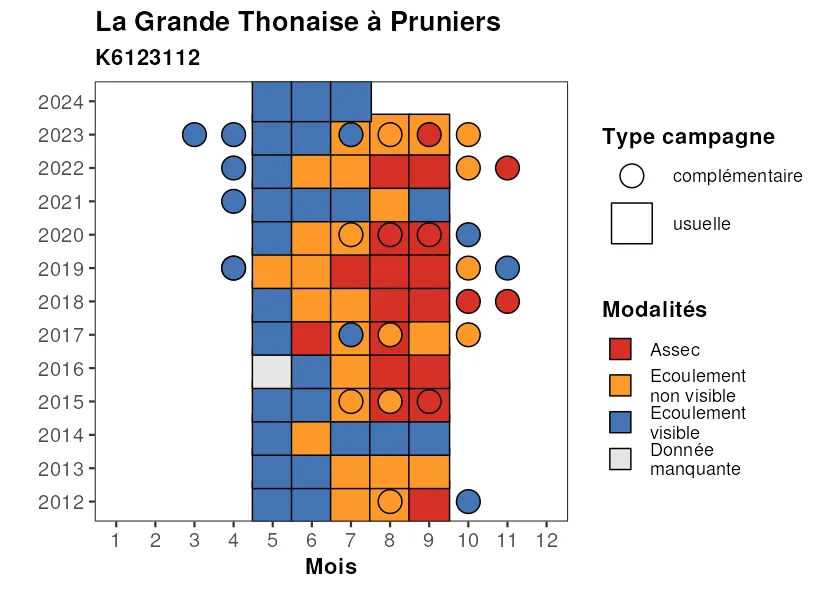 La Grande Thonaise à Pruniers
K6123112
2024
2023
2022
2021
2020
2019
2018
2017
2016
2015
2014
2013
2012
1 2 3 4 5 6 7 8 9 10 11 12
Mois
Type campagne
complémentaire
usuelle
Modalités
Assec
Ecoulement
non visible
Ecoulement
visible
Donnée
manquante